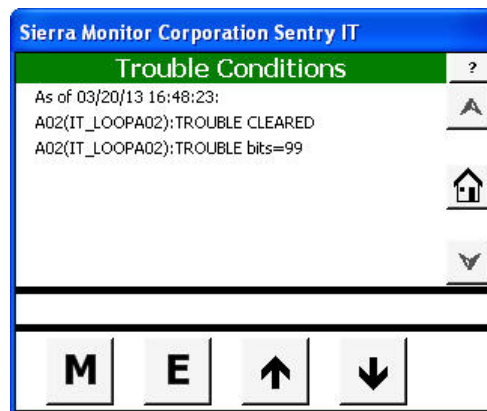 Sierra Monitor Corporation Sentry IT
Trouble Conditions
?
As of 03/20/13 16:48:23:
A02(IT_LOOPA02):TROUBLE CLEARED
A02(IT_LOOPA02):TROUBLE bits=99
M E